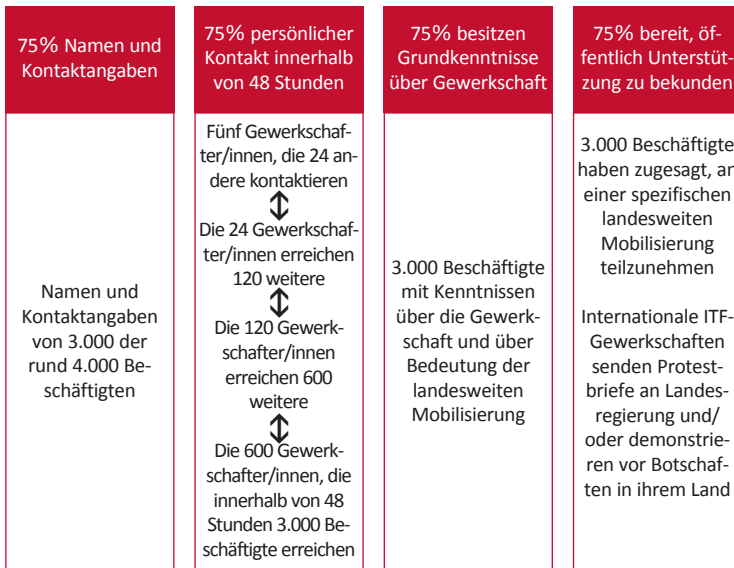 75% Namen und
Kontaktangaben
75% persönlicher
Kontakt innerhalb
von 48 Stunden
75% besitzen
Grundkenntnisse
über Gewerkschaft
75% bereit, öf-
fentlich Unterstüt-
zung zu bekunden
Namen und
Kontaktangaben
von 3.000 der
rund 4.000 Be-
schäftigten
Fünf Gewerkschaf-
ter/innen, die 24 an-
dere kontaktieren
↕
Die 24 Gewerkschaf-
ter/innen erreichen
120 weitere
↕
Die 120 Gewerk-
schafter/innen
erreichen 600
weitere
↕
Die 600 Gewerk-
schafter/innen, die
innerhalb von 48
Stunden 3.000 Be-
schäftigte erreichen
3.000 Beschäftigte
mit Kenntnissen
über die Gewerk-
schaft und über
Bedeutung der
landesweiten
Mobilisierung
3.000 Beschäftigte
haben zugesagt, an
einer spezifischen
landesweiten
Mobilisierung
teilzunehmen
Internationale ITF-
Gewerkschaften
senden Protest-
briefe an Landes-
regierung und/
oder demonstrie-
ren vor Botschaf-
ten in ihrem Land